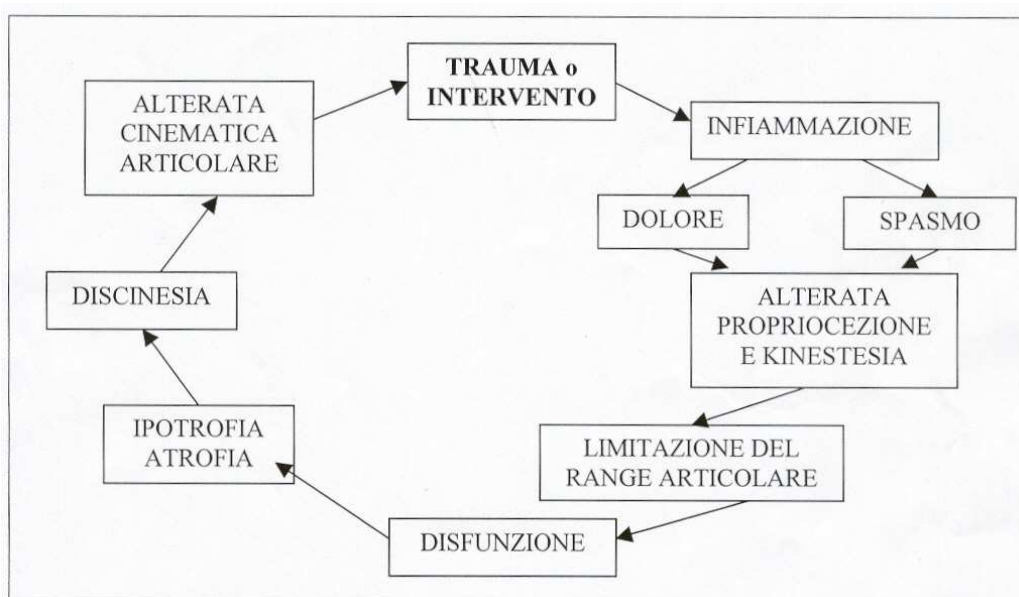 TRAUMA o
INTERVENTO
INFIAMMAZIONE
DOLORE
SPASMO
ALTERATA
PROPRIOCEZIONE
E KINESTESIA
LIMITAZIONE DEL
RANGE ARTICOLARE
DISFUNZIONE
IPOTROFIA
ATROFIA
DISCINESIA
ALTERATA
CINEMATICA
ARTICOLARE